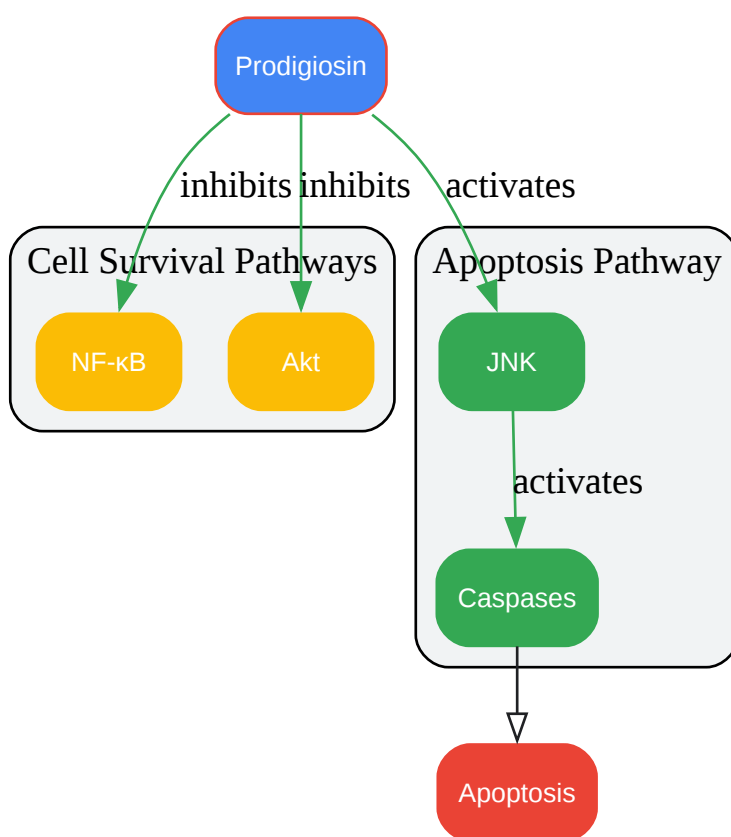 Prodigiosin
inhibits
inhibits
activates
Cell Survival Pathways
Apoptosis Pathway
NF-κB
Akt
JNK
activates
Caspases
Apoptosis